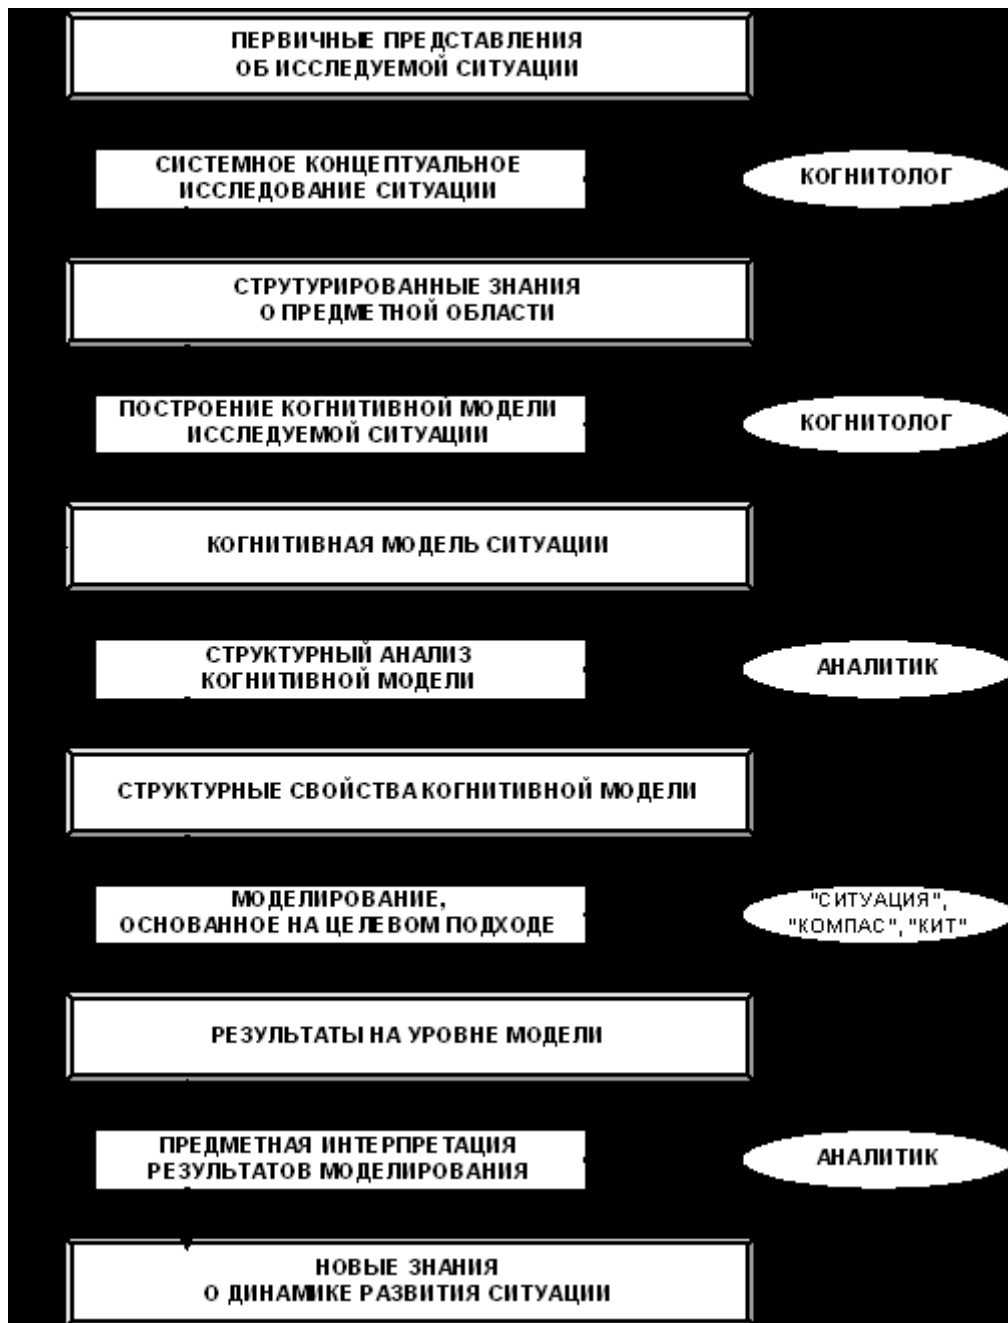 ПЕРВИЧНЫЕ ПРЕДСТАВЛЕНИЯ
ОБ ИССЛЕДУЕМОЙ СИТУАЦИИ
СИСТЕМНОЕ КОНЦЕПТУАЛЬНОЕ
ИССЛЕДОВАНИЕ СИТУАЦИИ
КОГНИТОЛОГ
СТРУТУРИРОВАННЫЕ ЗНАНИЯ
О ПРЕДМЕТНОЙ ОБЛАСТИ
ПОСТРОЕНИЕ КОГНИТИВНОЙ МОДЕЛИ
ИССЛЕДУЕМОЙ СИТУАЦИИ
КОГНИТОЛОГ
КОГНИТИВНАЯ МОДЕЛЬ СИТУАЦИИ
СТРУКТУРНЫЙ АНАЛИЗ
КОГНИТИВНОЙ МОДЕЛИ
АНАЛИТИК
СТРУКТУРНЫЕ СВОЙСТВА КОГНИТИВНОЙ МОДЕЛИ
МОДЕЛИРОВАНИЕ,
ОСНОВАННОЕ НА ЦЕЛЕВОМ ПОДХОДЕ
"СИТУАЦИЯ",
"КОМПАС", "КИТ"
РЕЗУЛЬТАТЫ НА УРОВНЕ МОДЕЛИ
ПРЕДМЕТНАЯ ИНТЕРПРЕТАЦИЯ
РЕЗУЛЬТАТОВ МОДЕЛИРОВАНИЯ
АНАЛИТИК
НОВЫЕ ЗНАНИЯ
О ДИНАМИКЕ РАЗВИТИЯ СИТУАЦИИ